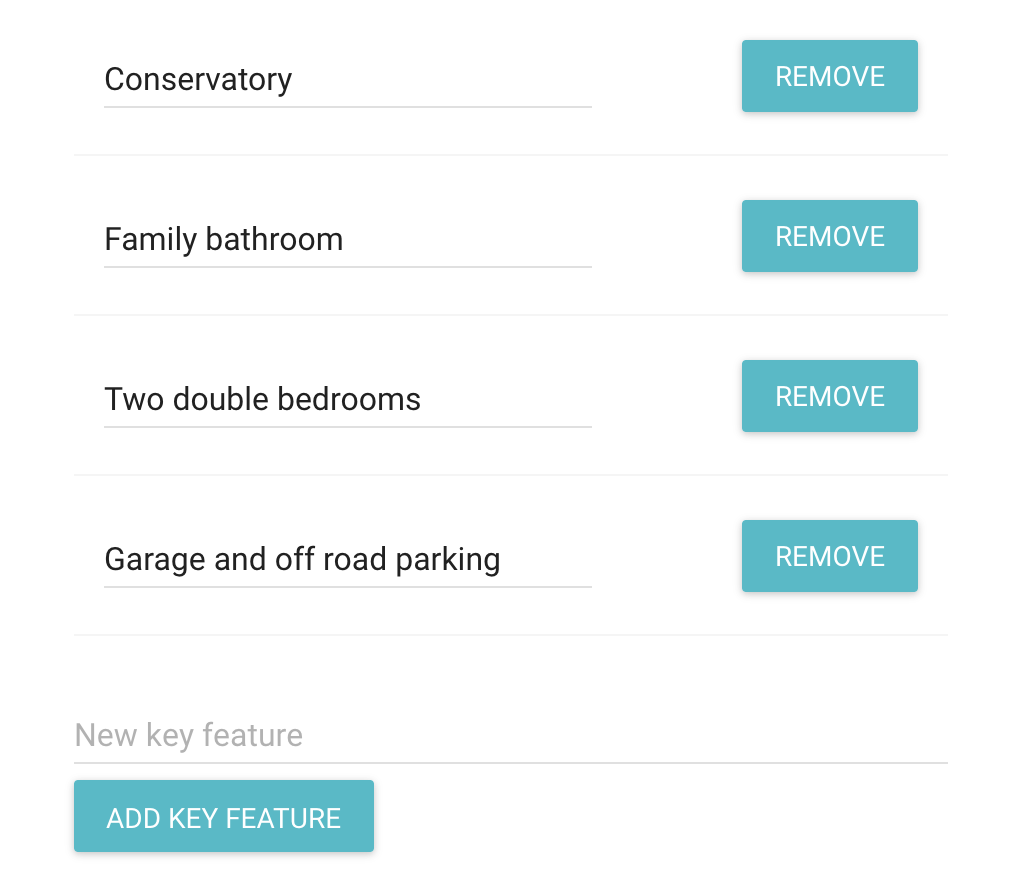 Conservatory
REMOVE
Family bathroom
REMOVE
Two double bedrooms
REMOVE
Garage and off road parking
REMOVE
New key feature
ADD KEY FEATURE